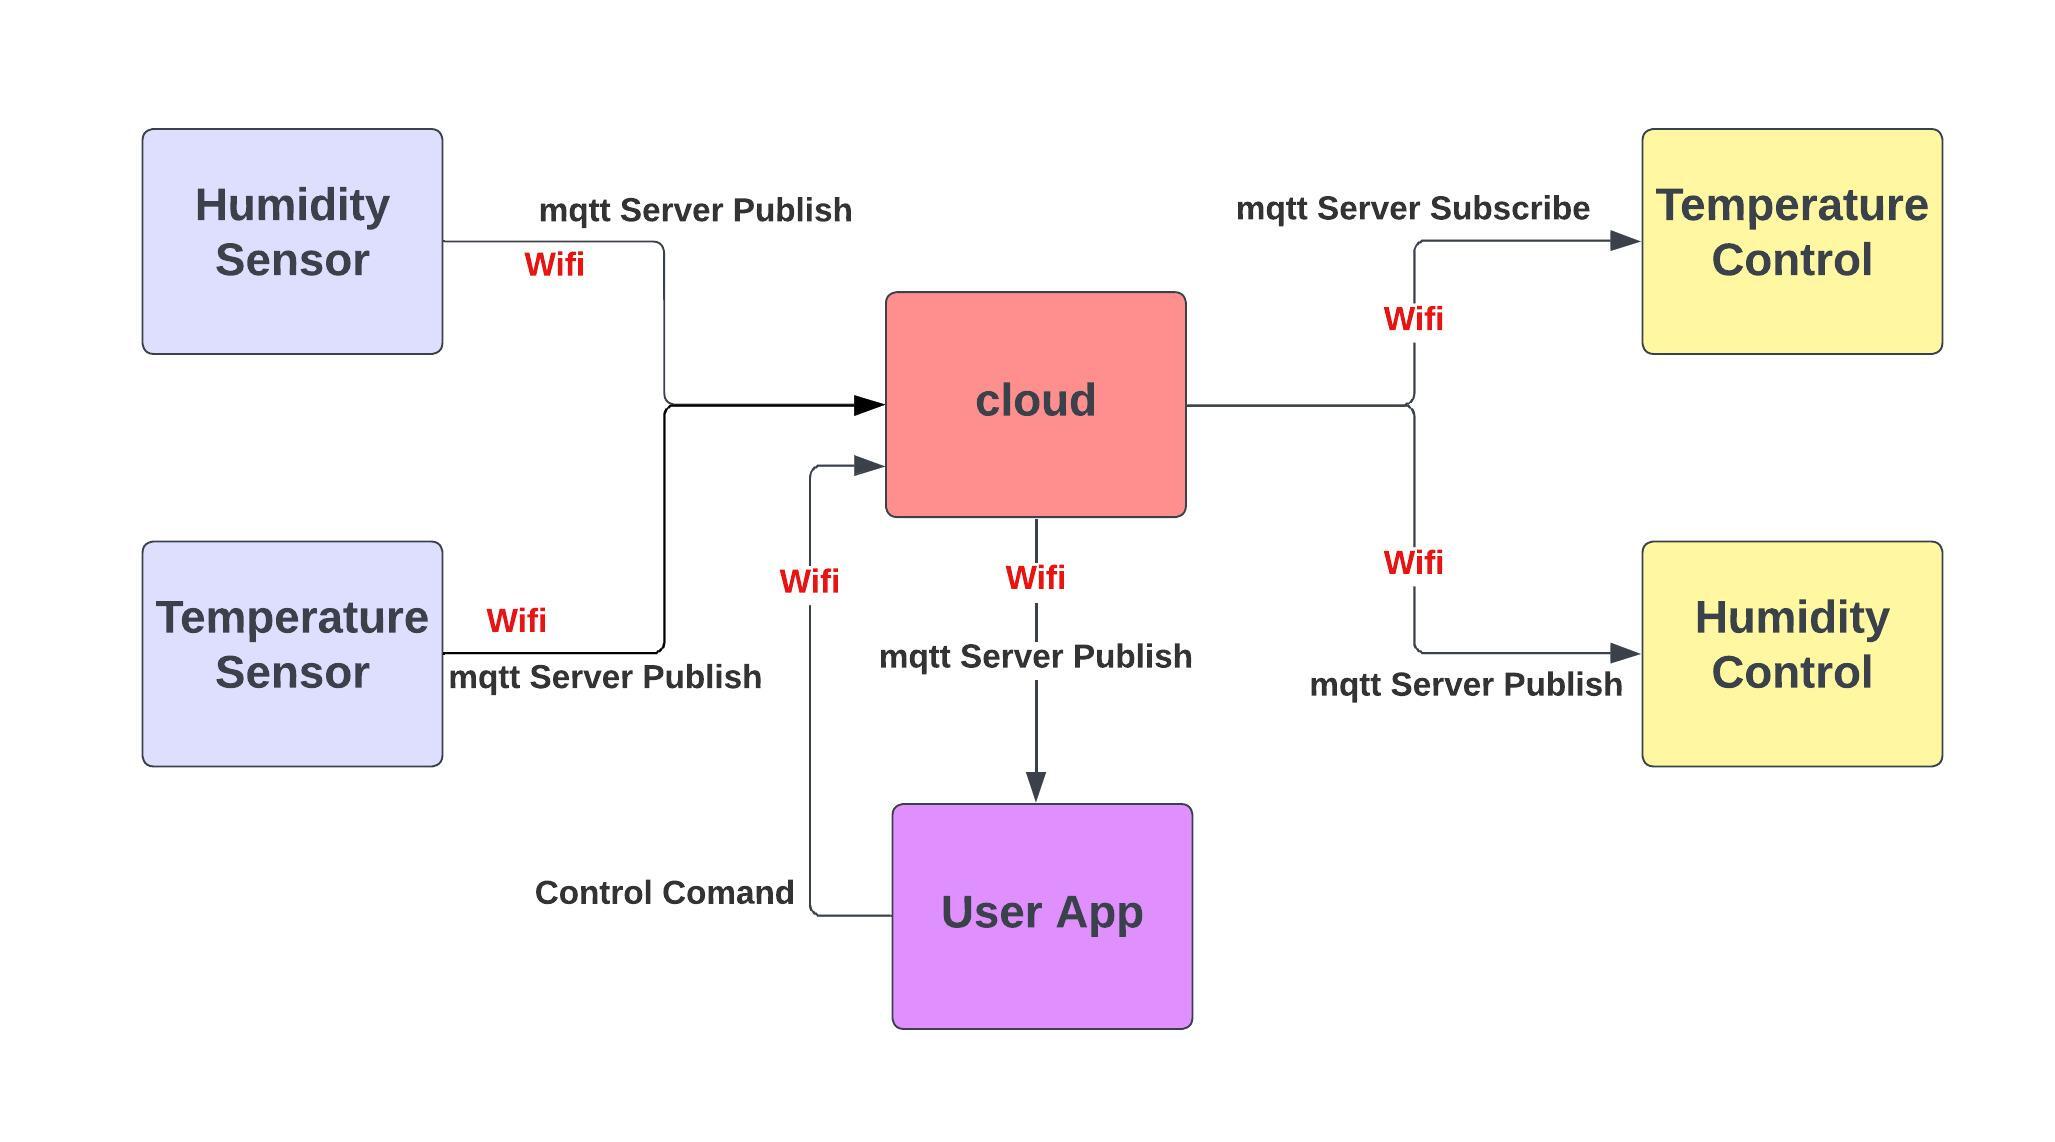 Humidity
Sensor
mqtt Server Publish
Wifi
Temperature
Sensor
Wifi
mqtt Server Publish
cloud
Wifi
Wifi
mqtt Server Publish
Control Comand
User App
mqtt Server Subscribe
Wifi
Temperature
Control
Wifi
mqtt Server Publish
Humidity
Control